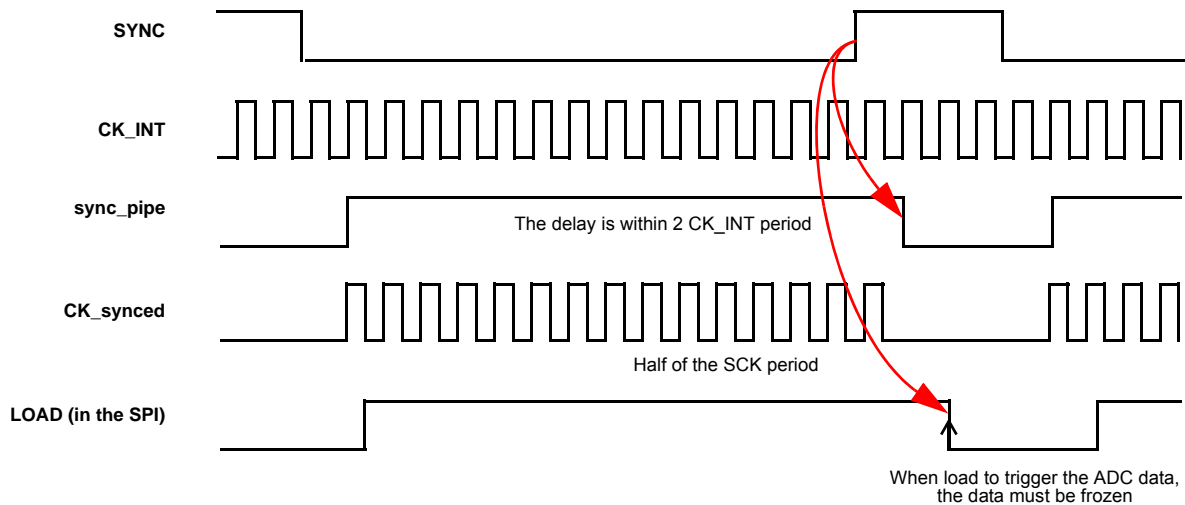 SYNC
CK_INT
sync_pipe
The delay is within 2 CK_INT period
CK_synced
Half of the SCK period
LOAD (in the SPI)
When load to trigger the ADC data,
the data must be frozen